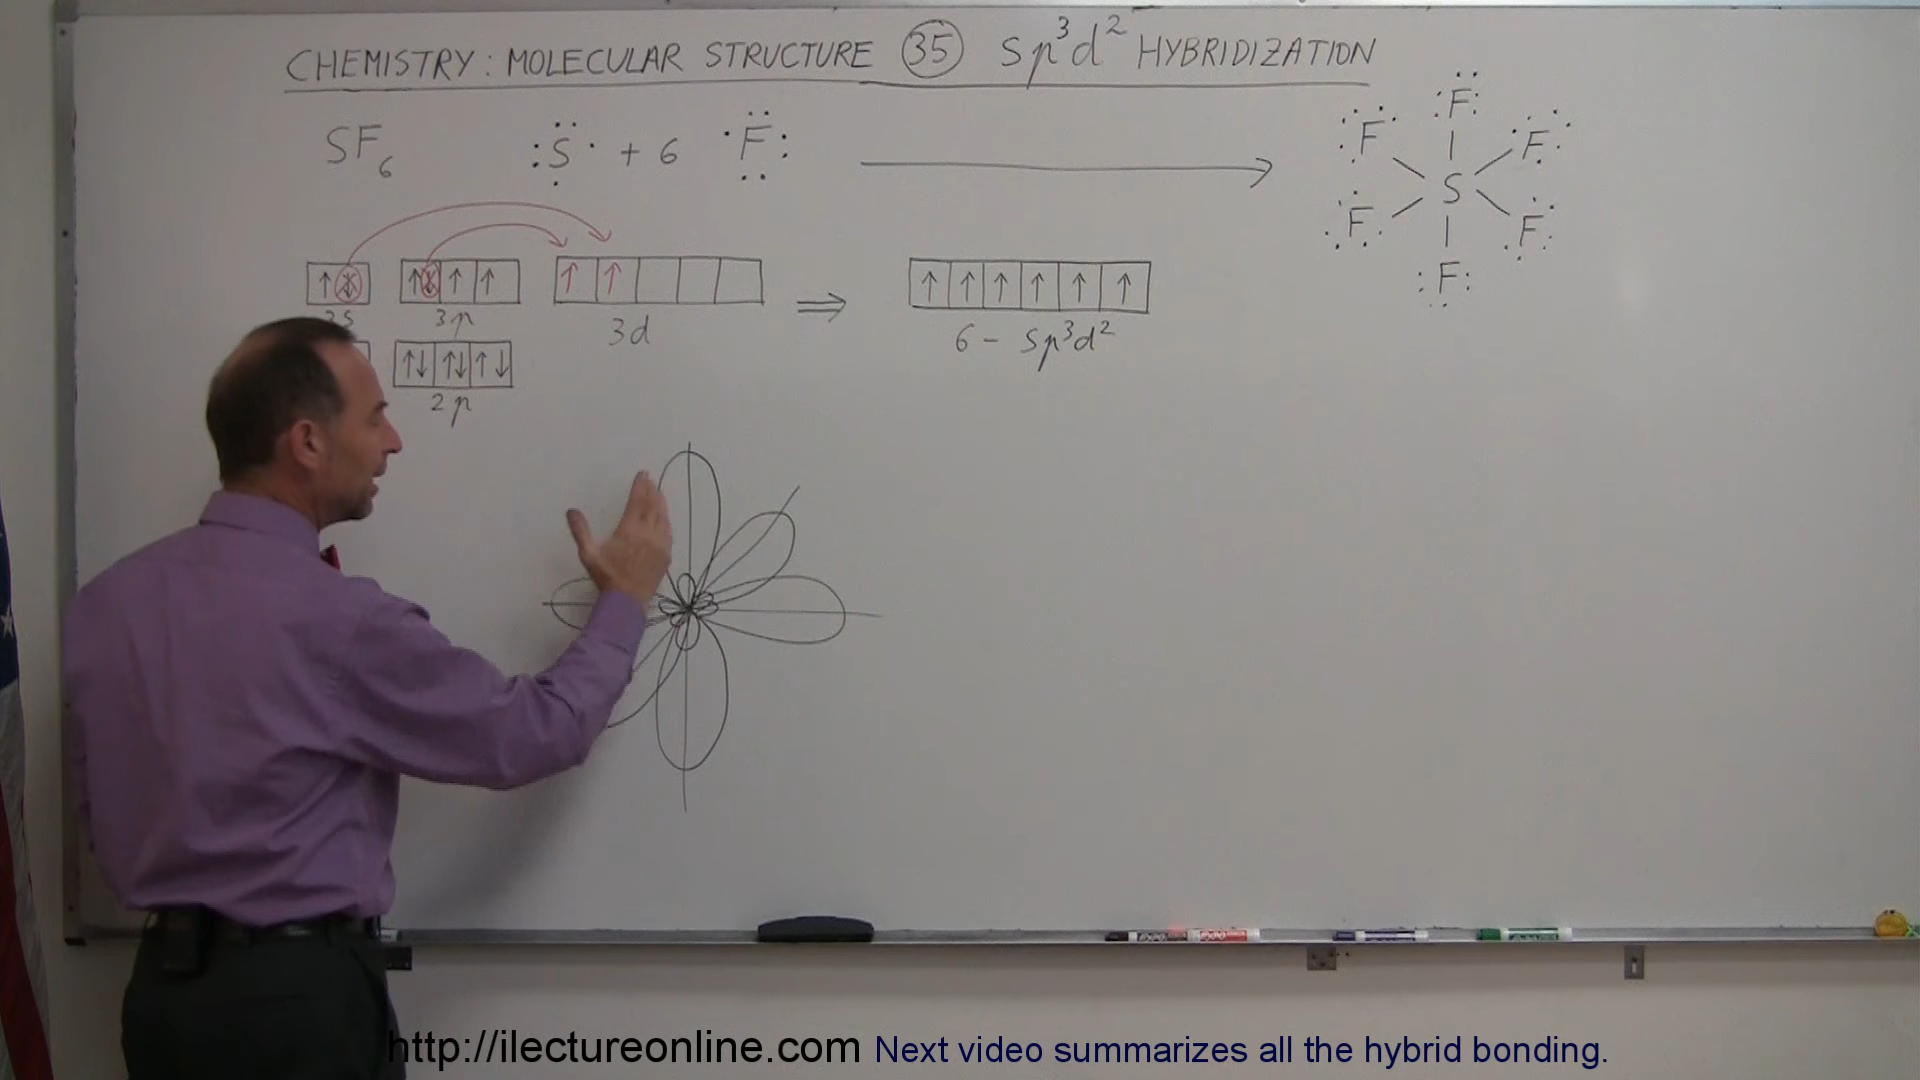 CHEMISTRY: MOLECULAR STRUCTURE 35 sp³d² HYBRIDIZATION
SF₆ :S· + 6 ·F: → F F F
S
F F F
↑ ↑ ↑ ↑ ↑ ↑ ↑ ⇒ ↑ ↑ ↑ ↑ ↑ ↑
3s 3p 3d 6 - sp³d²
↑↓ ↑↓ ↑↓
2p
http://ilectureonline.com Next video summarizes all the hybrid bonding.